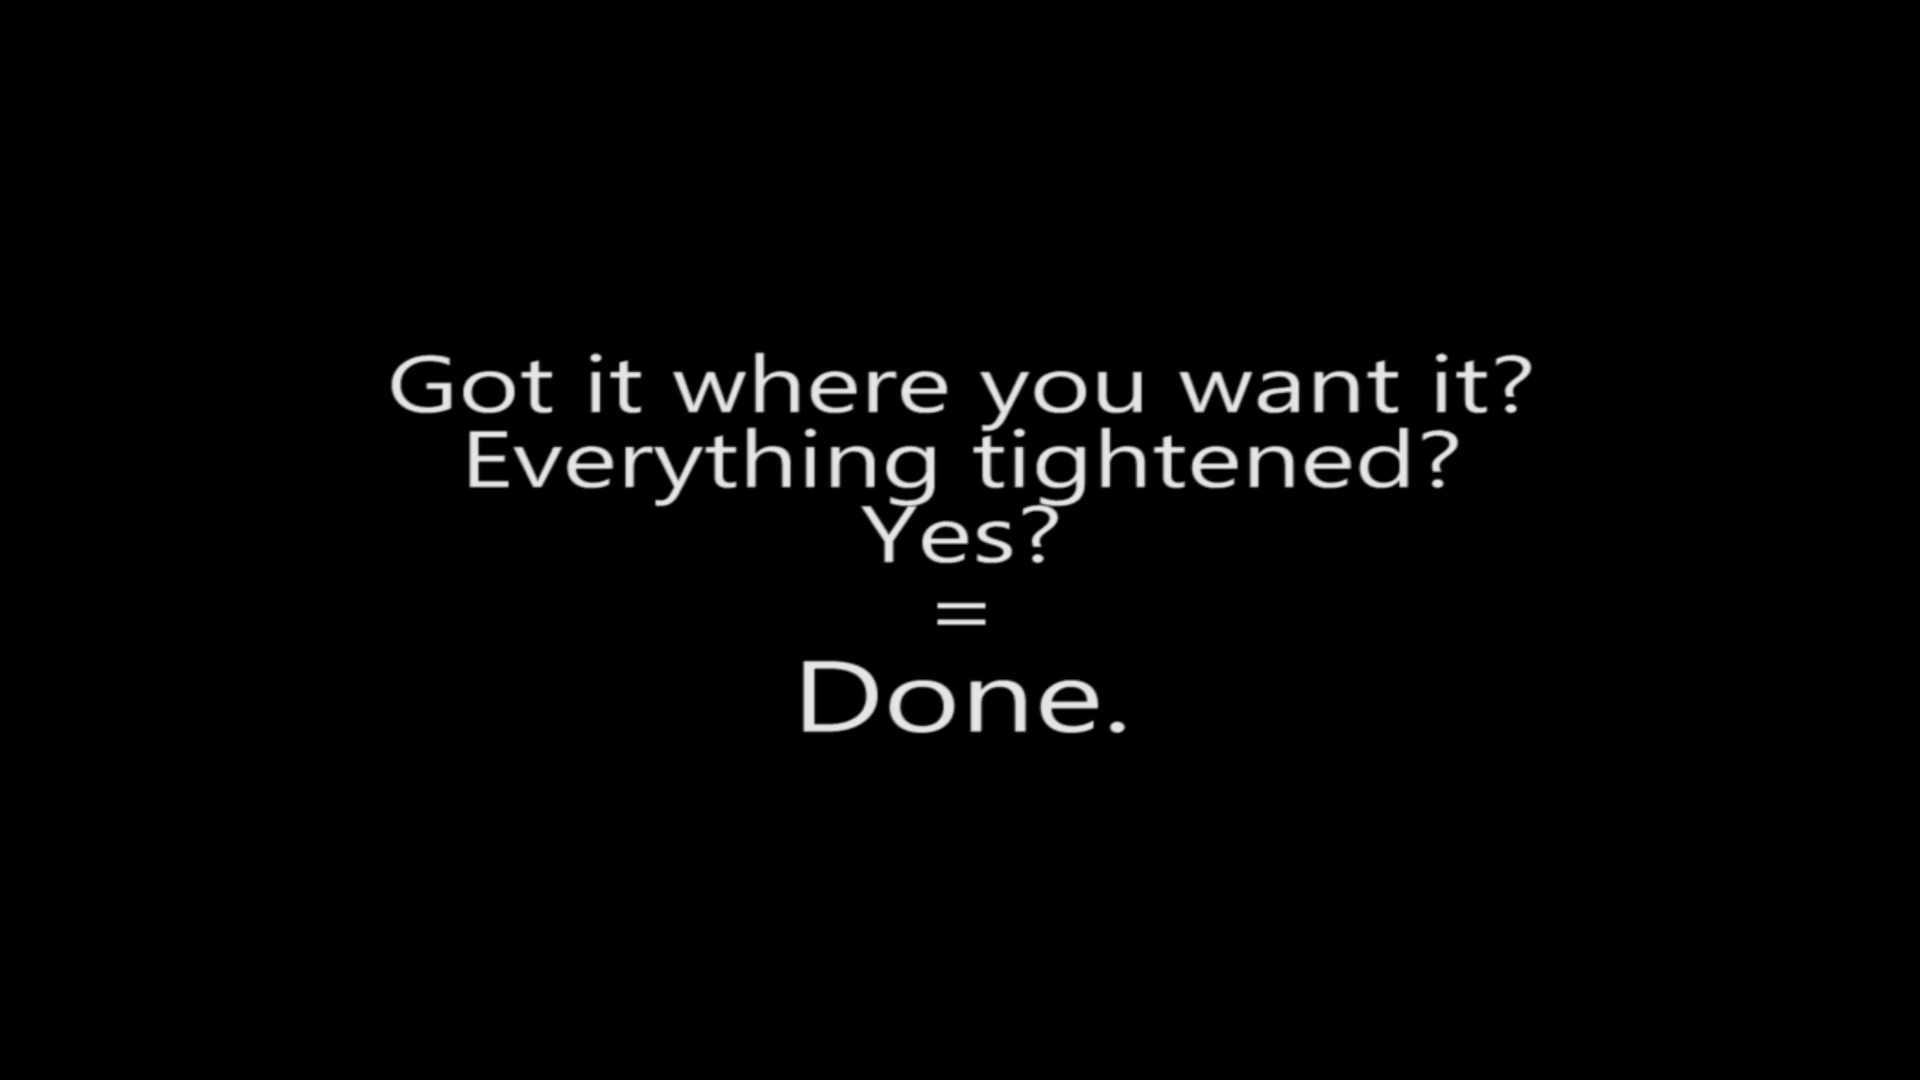 Got it where you want it?
Everything tightened?
Yes?
=
Done.